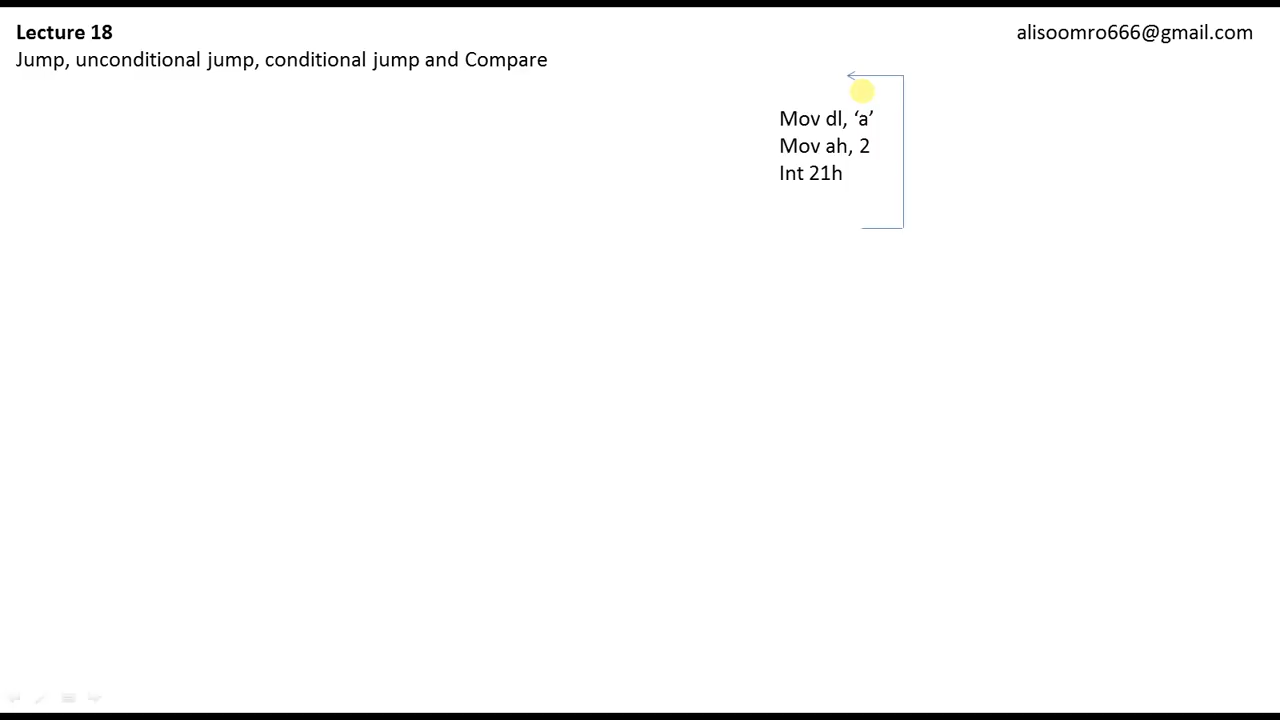 Lecture 18
alisoomro666@gmail.com
Jump, unconditional jump, conditional jump and Compare
Mov dl, ‘a’
Mov ah, 2
Int 21h